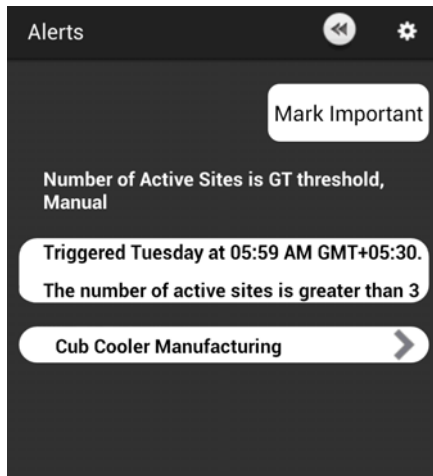 Alerts
Mark Important
Number of Active Sites is GT threshold,
Manual
Triggered Tuesday at 05:59 AM GMT+05:30.
The number of active sites is greater than 3
Cub Cooler Manufacturing